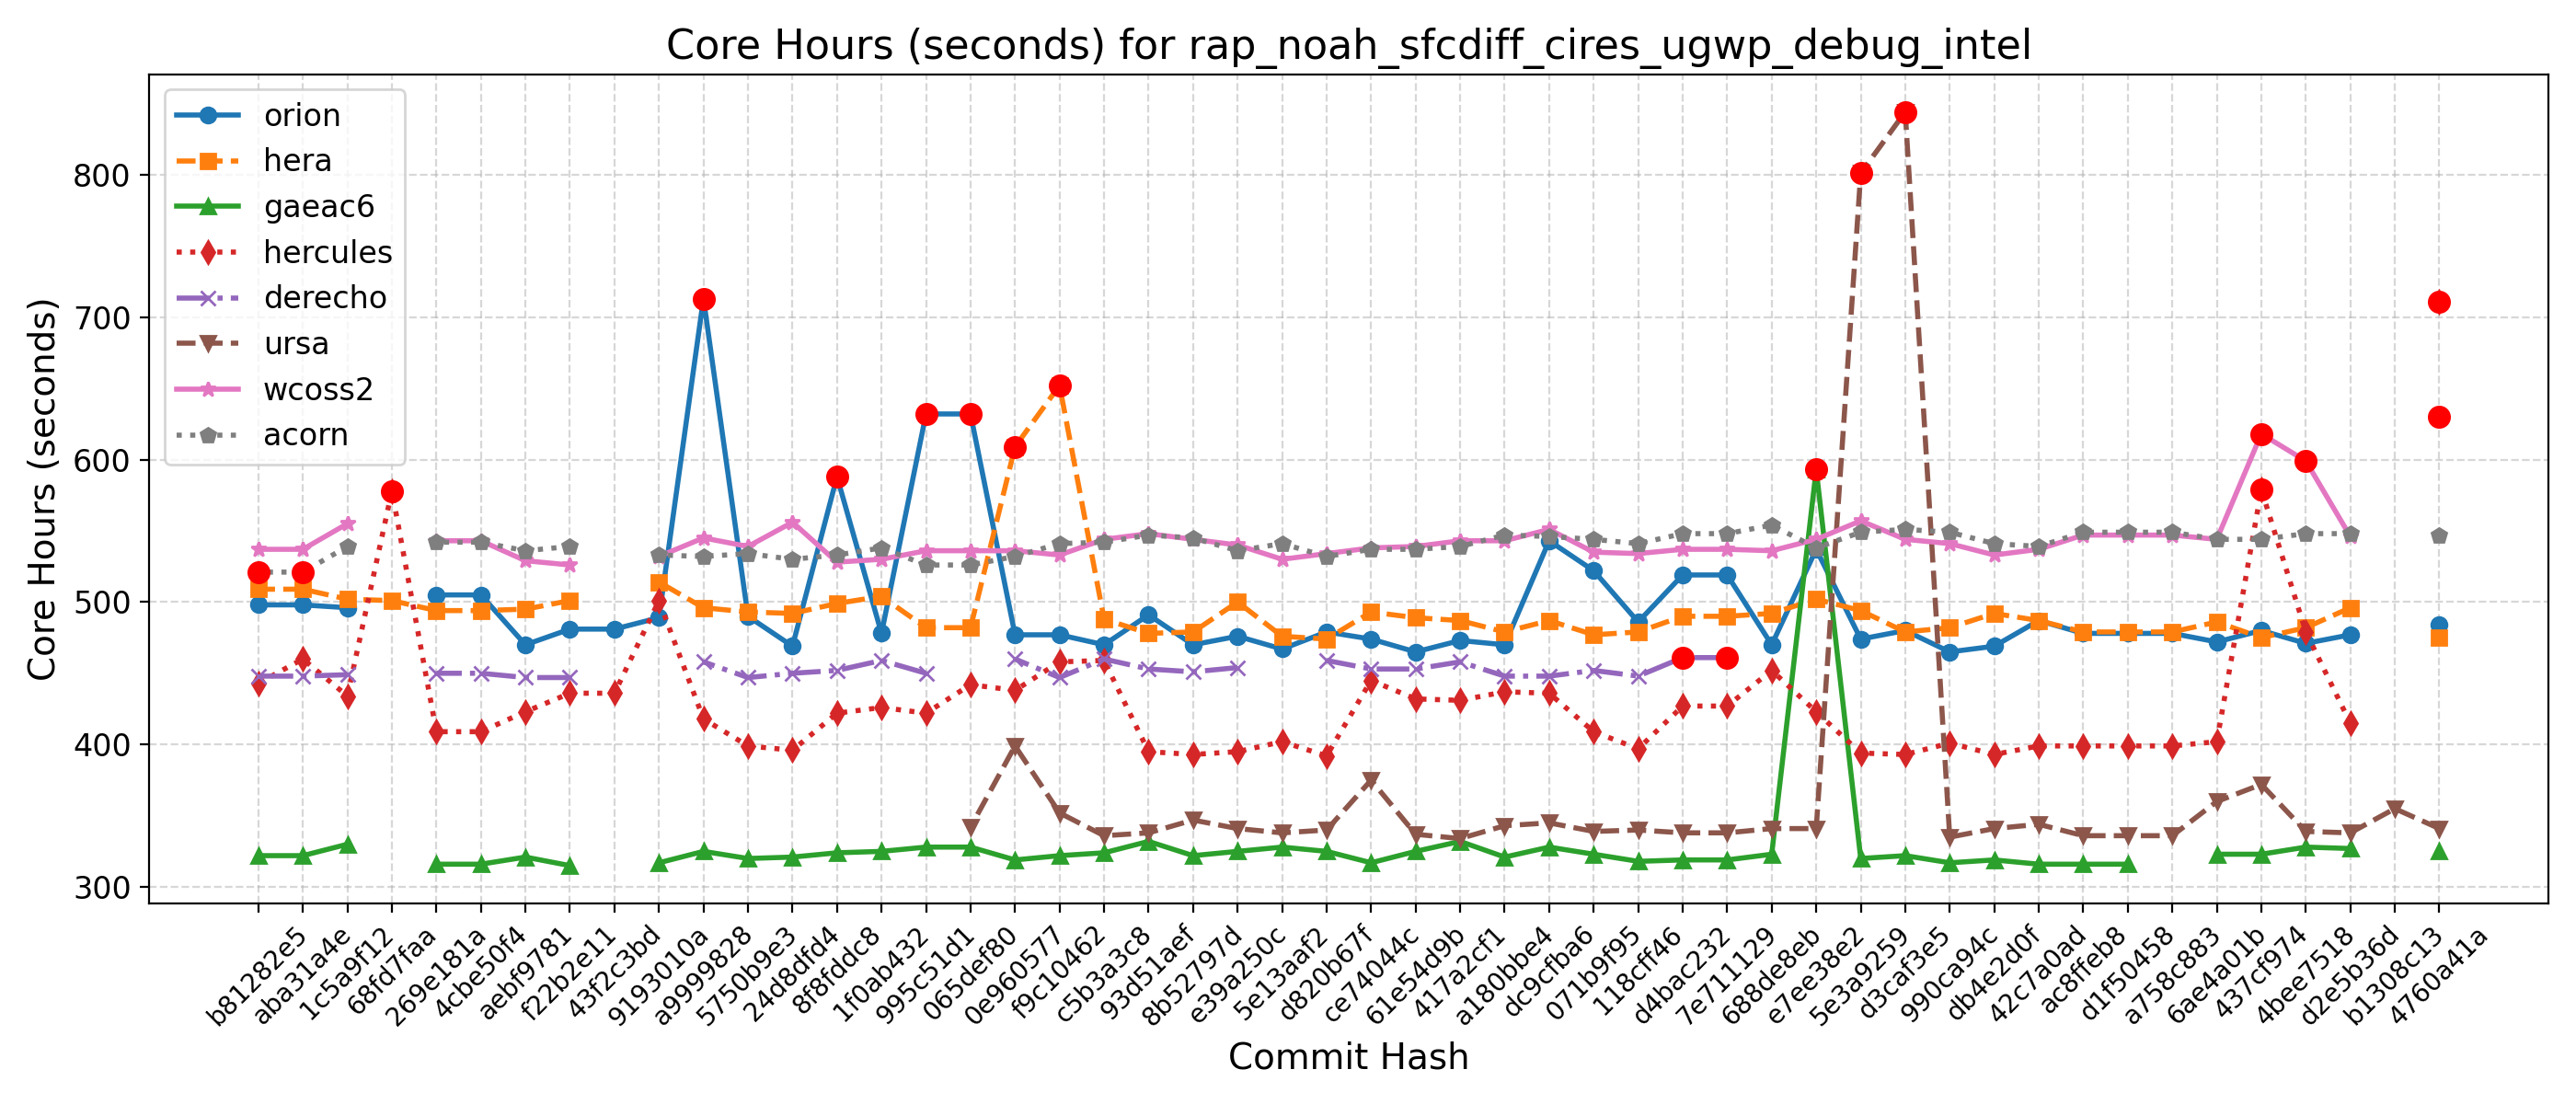 Core Hours (seconds) for rap_noah_sfcdiff_cires_ugwp_debug_intel
orion
hera
gaeac6
hercules
derecho
ursa
wcoss2
acorn
Core Hours (seconds)
800
700
600
500
400
300
b81282e5
aba31a4e
1c5a9f12
68fd7faa
269e181a
4cbe50f4
aebf9781
f22b2e11
43f2c3bd
9193010a
a9999828
5750b9e3
24d8dfd4
8f8fddc8
1f0ab432
995c51d1
065def80
0e960577
f9c10462
c5b3a3c8
93d51aef
8b52797d
e39a250c
5e13aaf2
d820b67f
ce74044c
61e54d9b
417a2cf1
a180bbe4
dc9cfba6
071b9f95
118cff46
d4bac232
7e711129
688de8eb
e7ee38e2
5e3a9259
d3caf3e5
990ca94c
db4e2d0f
42c7a0ad
ac8ffeb8
d1f50458
a758c883
6ae4a01b
437cf974
4bee7518
d2e5b36d
b1308c13
4760a41a
Commit Hash